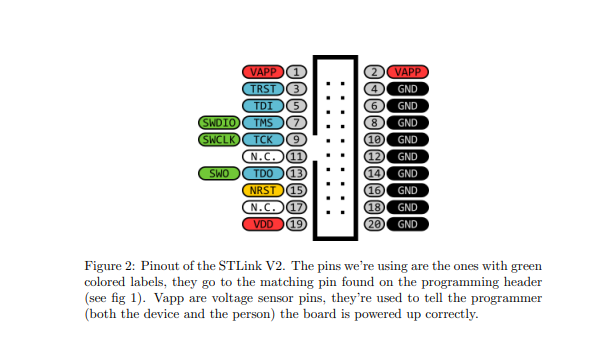 VAPP 1 2 VAPP
TRST 3 4 GND
TDI 5 6 GND
SWDIO TMS 7 8 GND
SWCLK TCK 9 10 GND
N.C. 11 12 GND
SWO TDO 13 14 GND
NRST 15 16 GND
N.C. 17 18 GND
VDD 19 20 GND
Figure 2: Pinout of the STLink V2. The pins we're using are the ones with green
colored labels, they go to the matching pin found on the programming header
(see fig 1). Vapp are voltage sensor pins, they're used to tell the programmer
(both the device and the person) the board is powered up correctly.